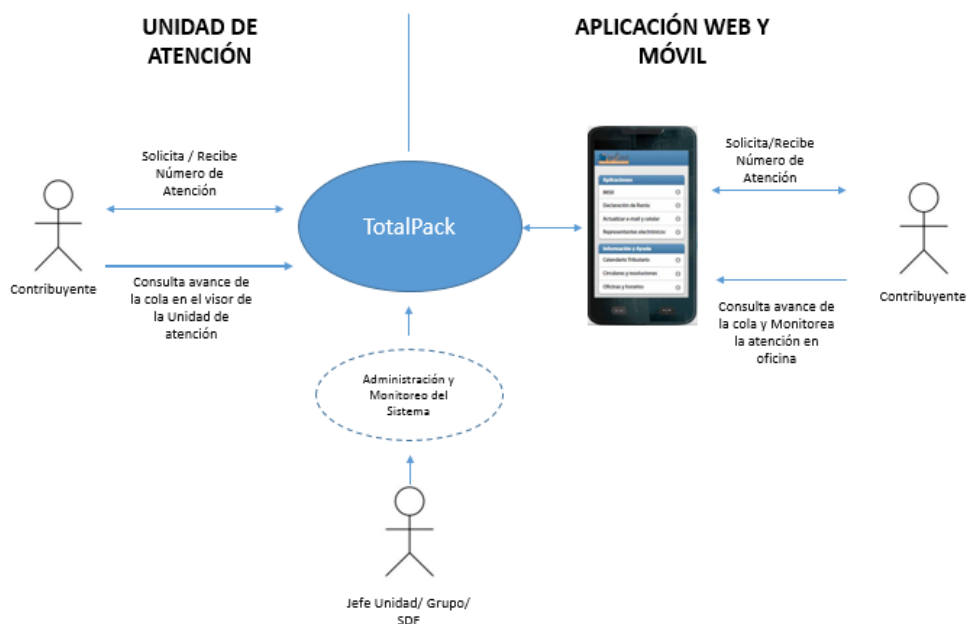 UNIDAD DE
ATENCIÓN
APLICACIÓN WEB Y
MÓVIL
Solicita / Recibe
Número de
Atención
Contribuyente
Consulta avance de
la cola en el visor de
la Unidad de
atención
TotalPack
Aplicaciones
Declaración de Renta
Actualizar e-mail y celular
Representantes electrónicos
Información y Ayuda
Calendario Tributario
Circulares y resoluciones
Oficinas y horarios
Solicita/Recibe
Número de
Atención
Consulta avance de
la cola y Monitorea
la atención en
oficina
Contribuyente
Administración y
Monitoreo del
Sistema
Jefe Unidad/ Grupo/
SDF